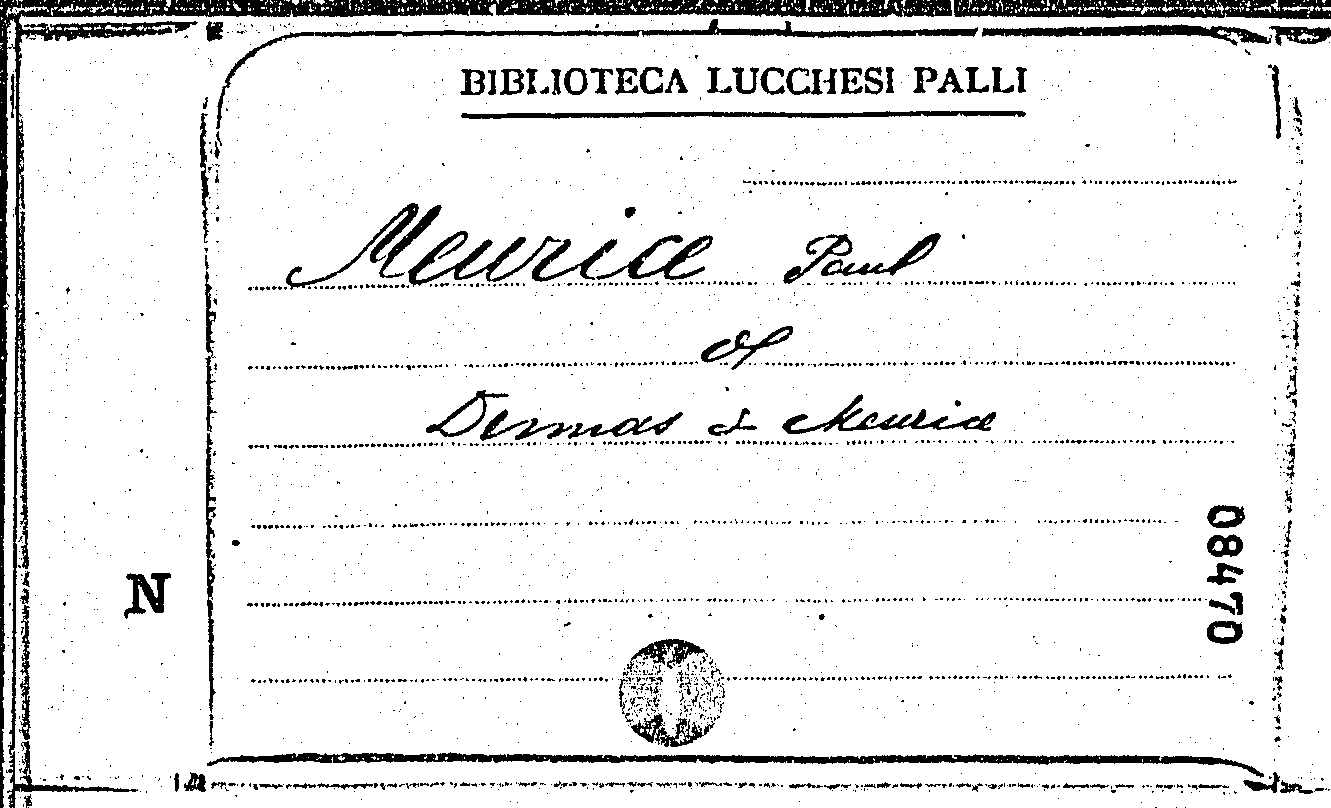 BIBLIOTECA LUCCHESI PALLI
Meurice Paul
Dumas & Meurice
N
08470